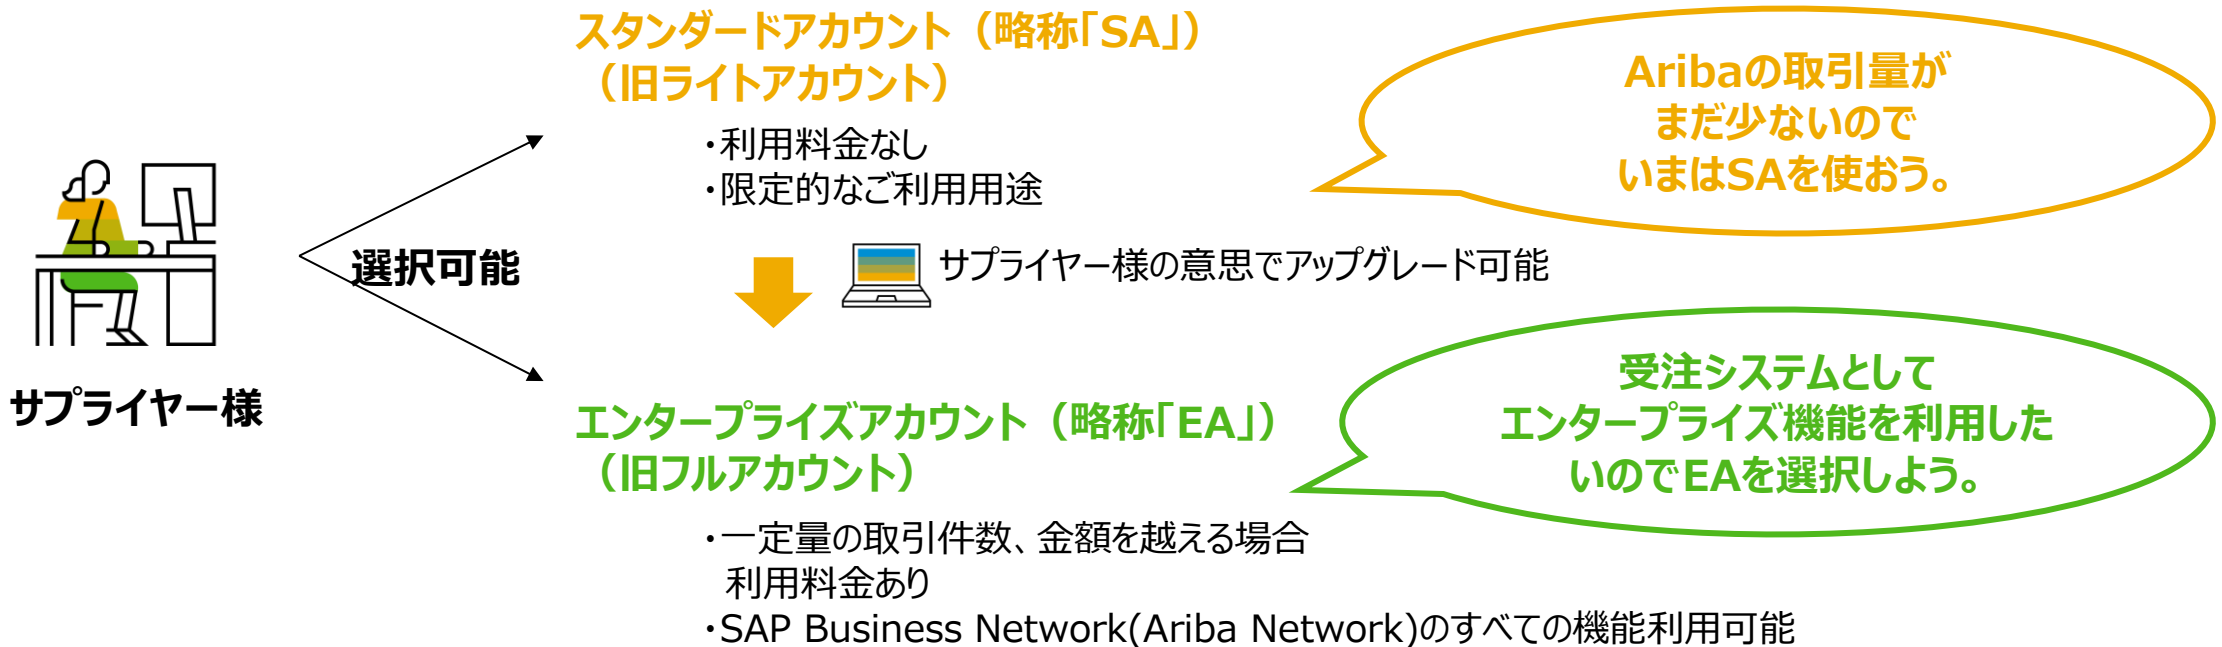 スタンダードアカウント（略称「SA」）
（旧ライトアカウント）
・利用料金なし
・限定的なご利用用途
Aribaの取引量が
まだ少ないので
いまはSAを使おう。
選択可能
サプライヤー様の意思でアップグレード可能
サプライヤー様
エンタープライズアカウント（略称「EA」）
（旧フルアカウント）
・一定量の取引件数、金額を越える場合
利用料金あり
・SAP Business Network(Ariba Network)のすべての機能利用可能
受注システムとして
エンタープライズ機能を利用した
いのでEAを選択しよう。